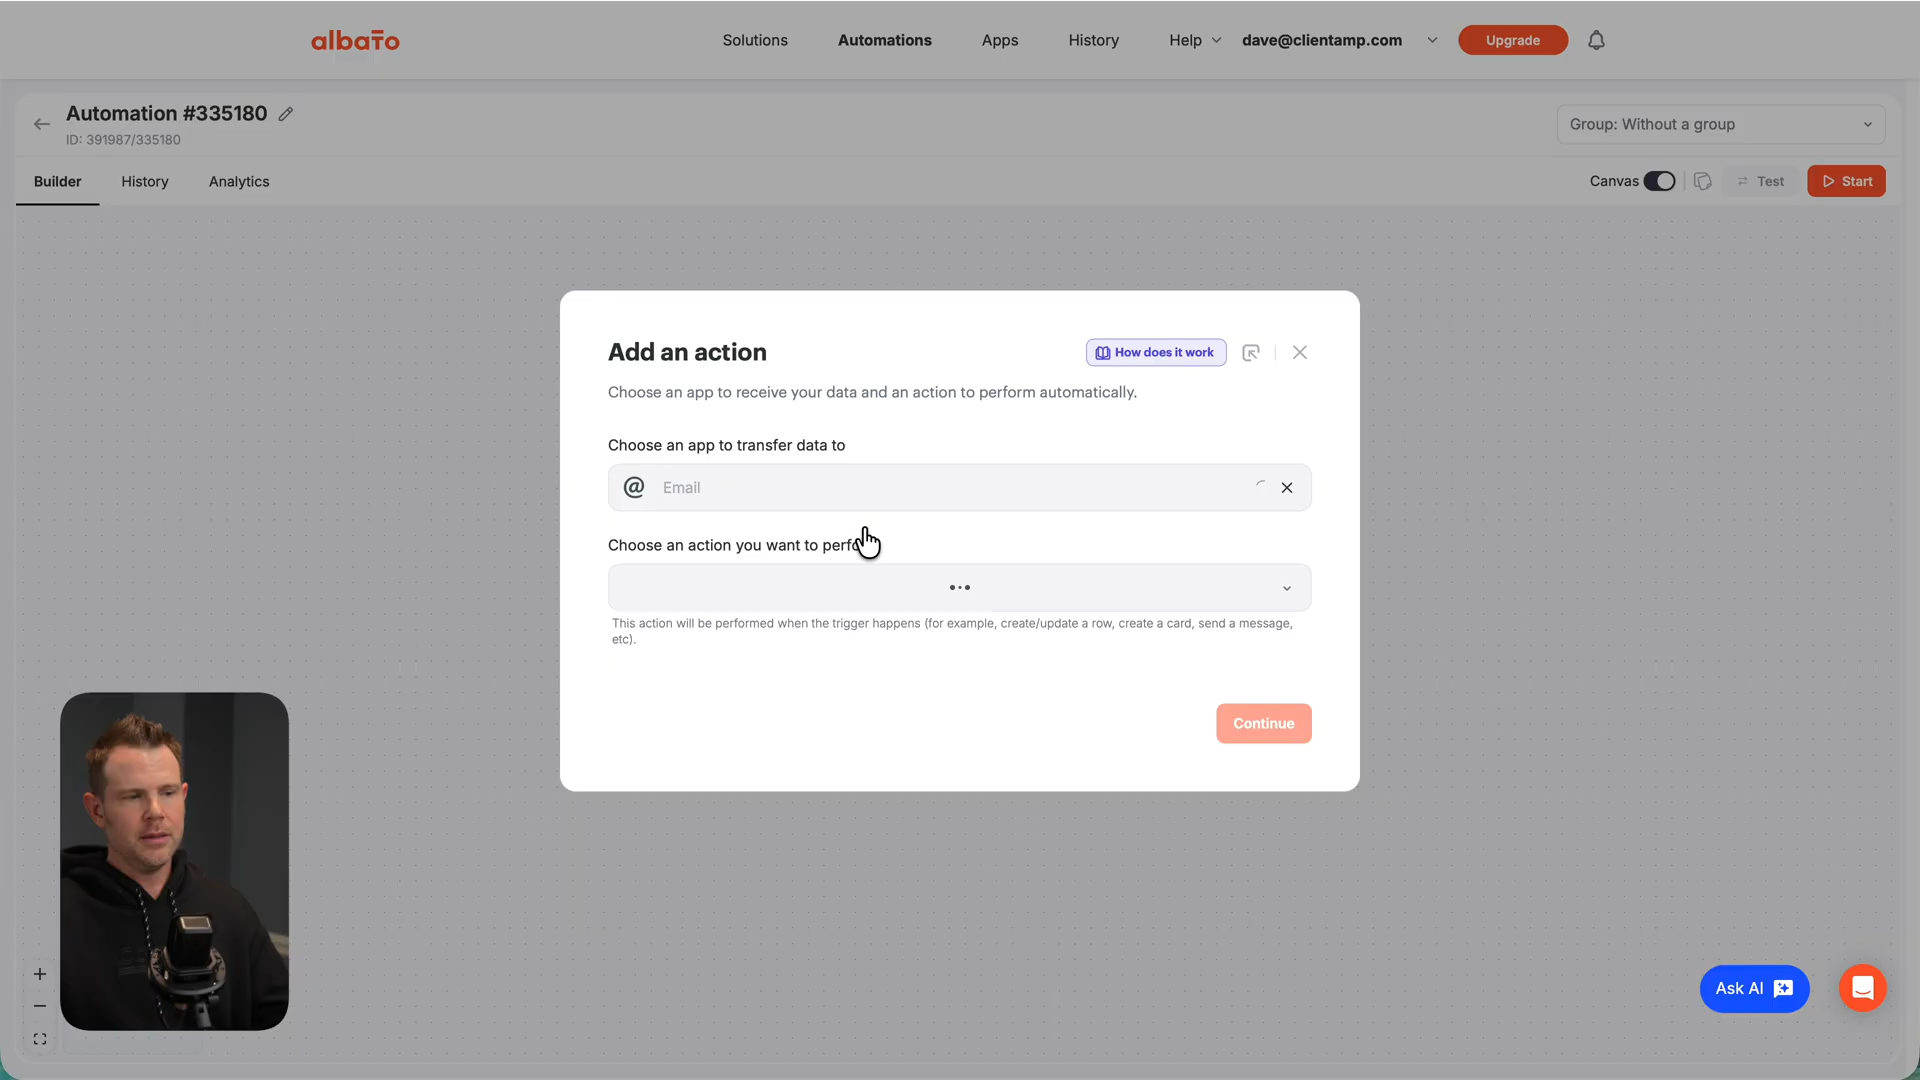 albato
Solutions
Automations
Apps
History
Help
dave@clientamp.com
Upgrade
Automation #335180
ID: 391987/335180
Group: Without a group
Builder
History
Analytics
Canvas
Test
Start
Add an action
How does it work
Choose an app to receive your data and an action to perform automatically.
Choose an app to transfer data to
@ Email
Choose an action you want to perfo
This action will be performed when the trigger happens (for example, create/update a row, create a card, send a message,
etc).
Continue
Ask AI